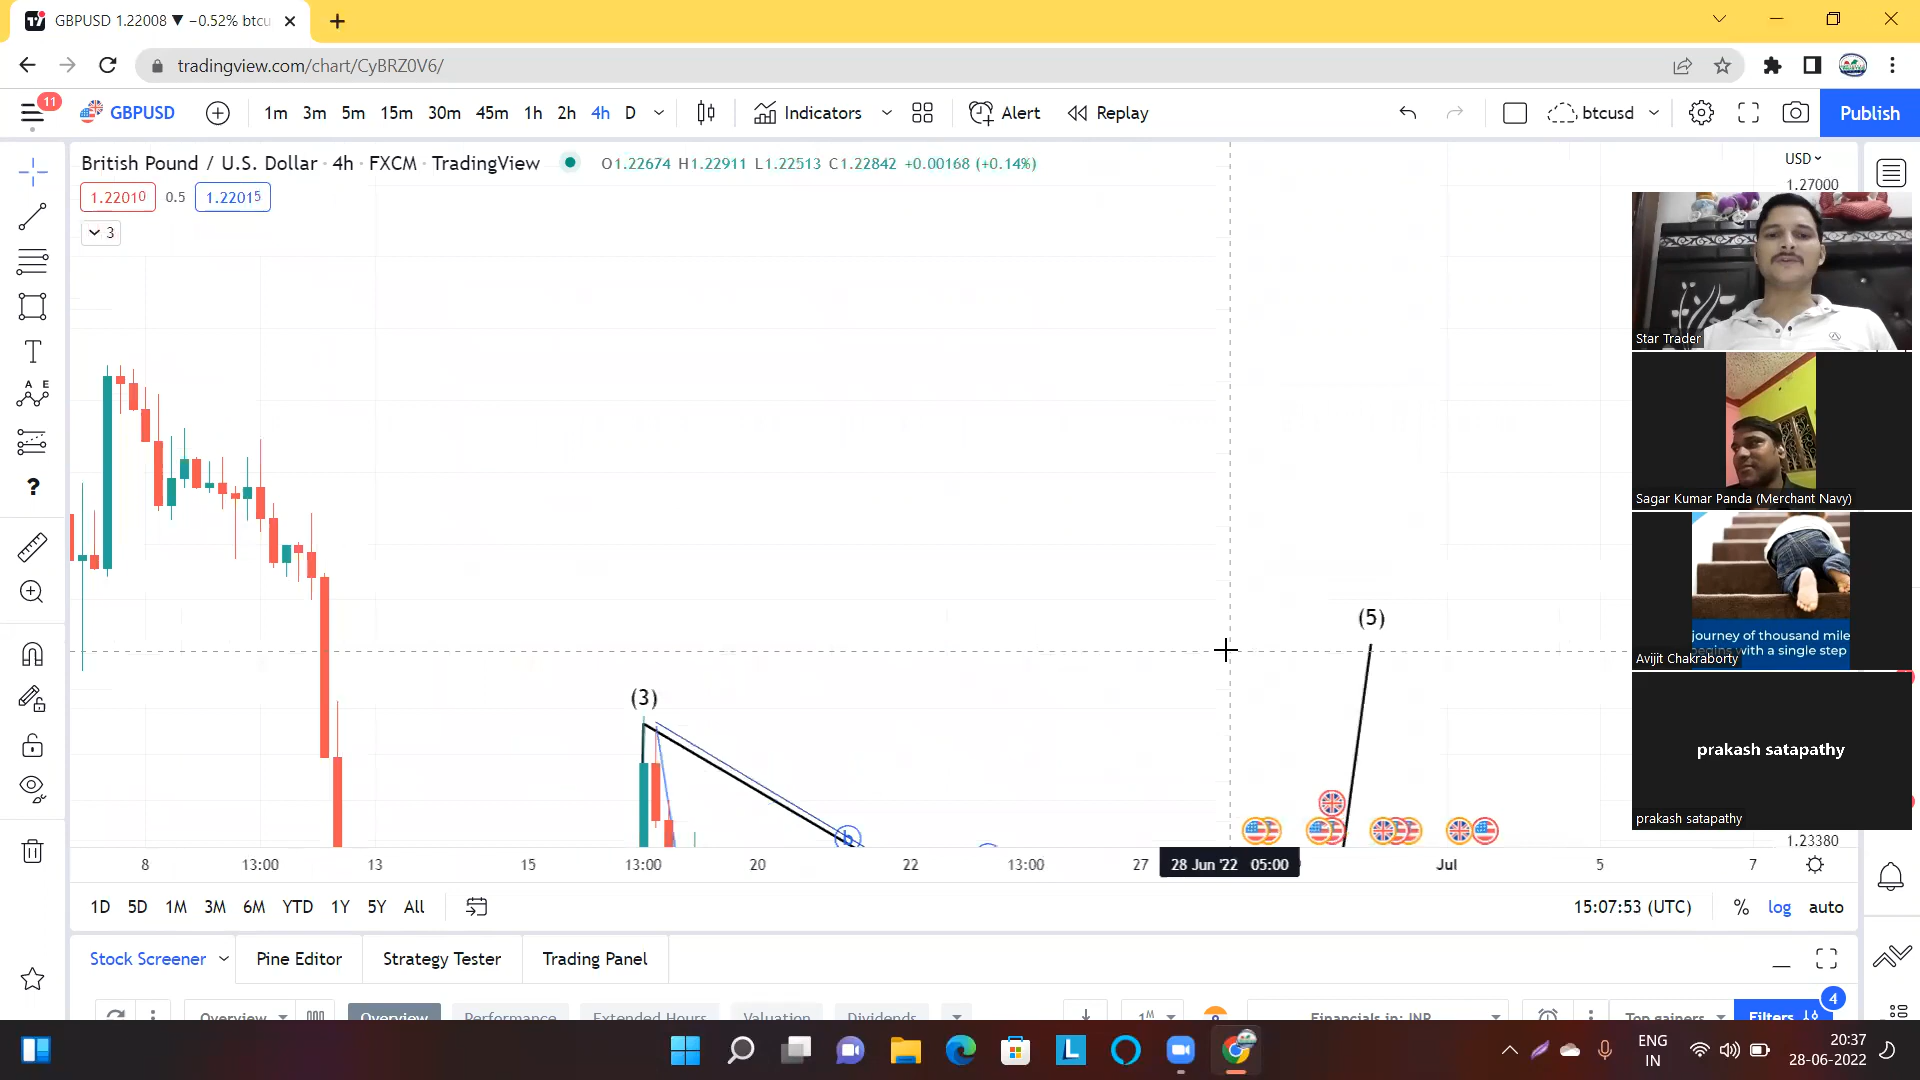 GBPUSD 1.22008 ▼ −0.52% btcu
tradingview.com/chart/CyBRZ0V6/
11
GBPUSD
1m 3m 5m 15m 30m 45m 1h 2h 4h D
Indicators
Alert
Replay
btcusd
Publish
British Pound / U.S. Dollar · 4h · FXCM · TradingView
O1.22674 H1.22911 L1.22513 C1.22842 +0.00168 (+0.14%)
USD
1.27000
1.22010 0.5 1.22015
3
Star Trader
Sagar Kumar Panda (Merchant Navy)
journey of thousand mile
begins with a single step
Avijit Chakraborty
prakash satapathy
prakash satapathy
T
A E
?
(5)
(3)
b
1.23380
8 13:00 13 15 13:00 20 22 13:00 27 28 Jun '22 05:00 Jul 5 7
1D 5D 1M 3M 6M YTD 1Y 5Y All
15:07:53 (UTC) % log auto
Stock Screener Pine Editor Strategy Tester Trading Panel
4
Overview Overview Performance Extended Hours Valuation Dividends 1M Financials in: INR Top gainers Filters
ENG
IN
20:37
28-06-2022